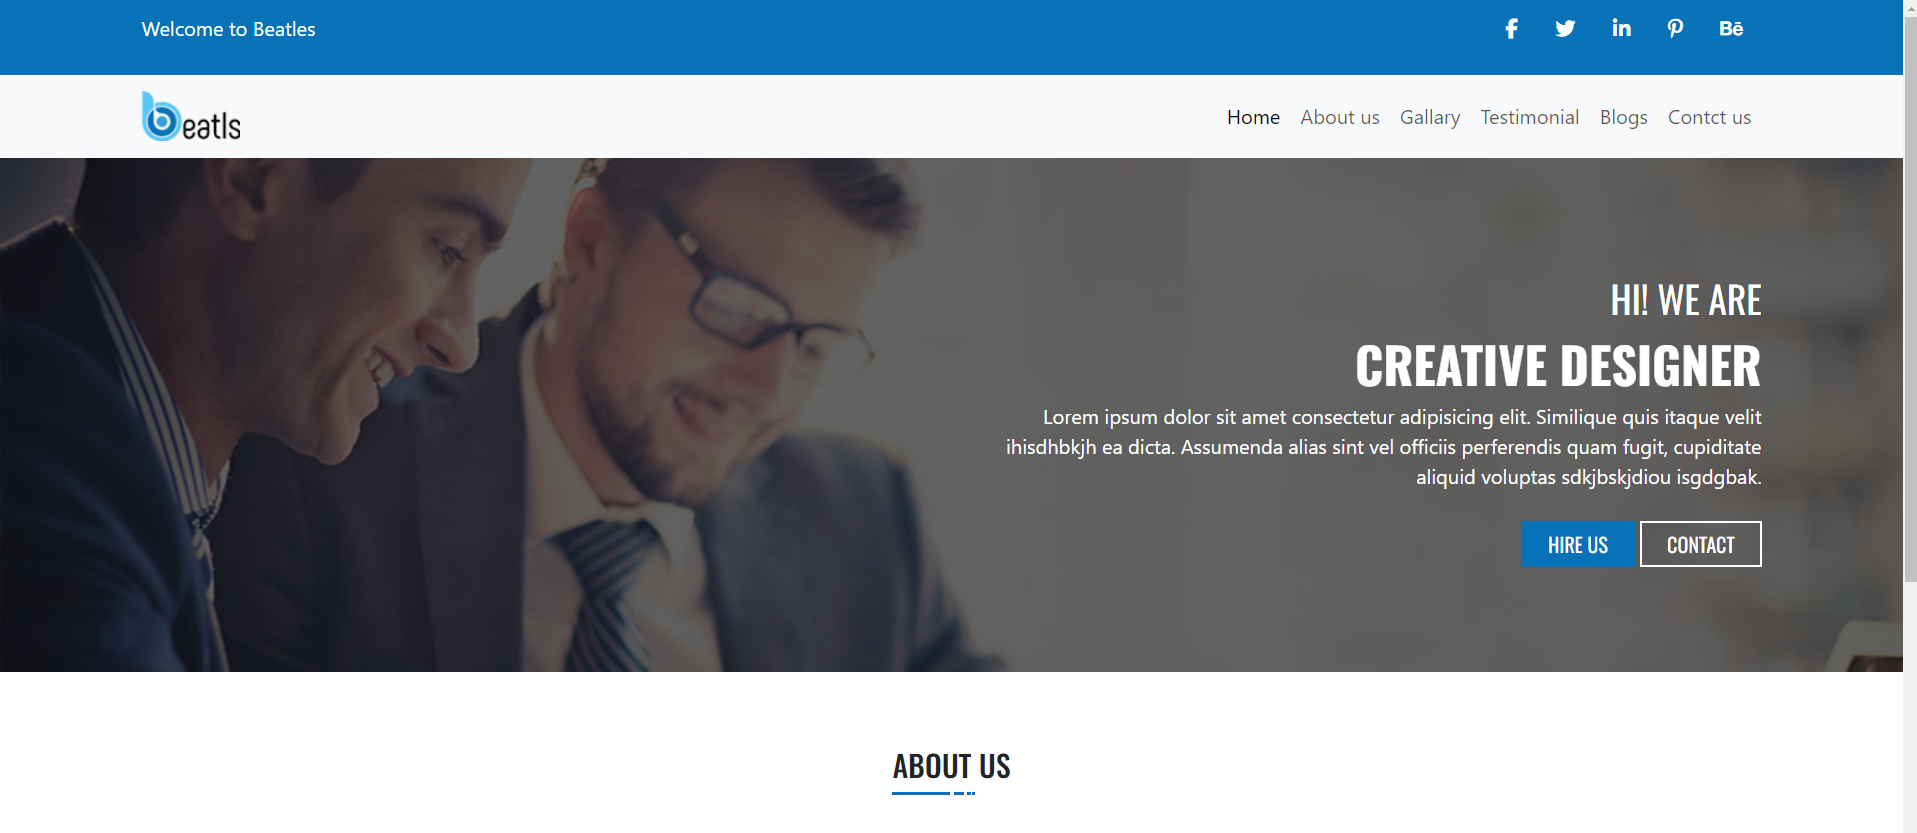 Welcome to Beatles
Bē
beatls
Home About us Gallary Testimonial Blogs Contct us
HI! WE ARE
CREATIVE DESIGNER
Lorem ipsum dolor sit amet consectetur adipisicing elit. Similique quis itaque velit
ihisdhbkjh ea dicta. Assumenda alias sint vel officiis perferendis quam fugit, cupiditate
aliquid voluptas sdkjbskjdiou isgdgbak.
HIRE US CONTACT
ABOUT US